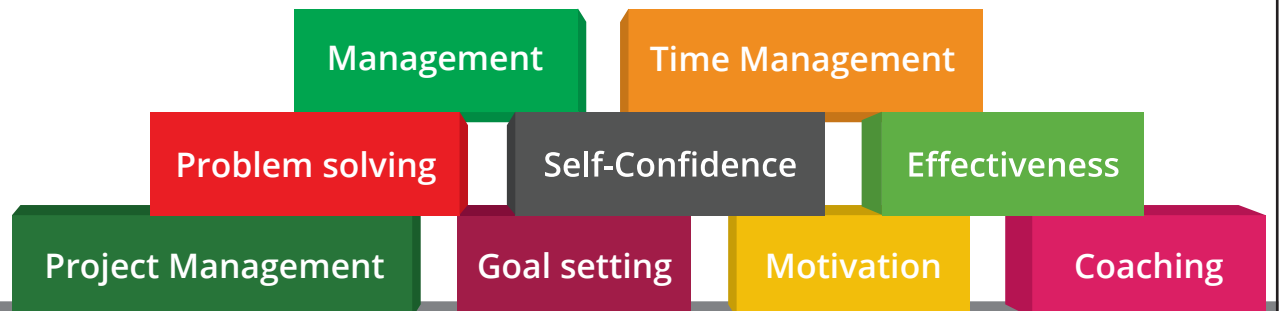 Management
Time Management
Problem solving
Self-Confidence
Effectiveness
Project Management
Goal setting
Motivation
Coaching